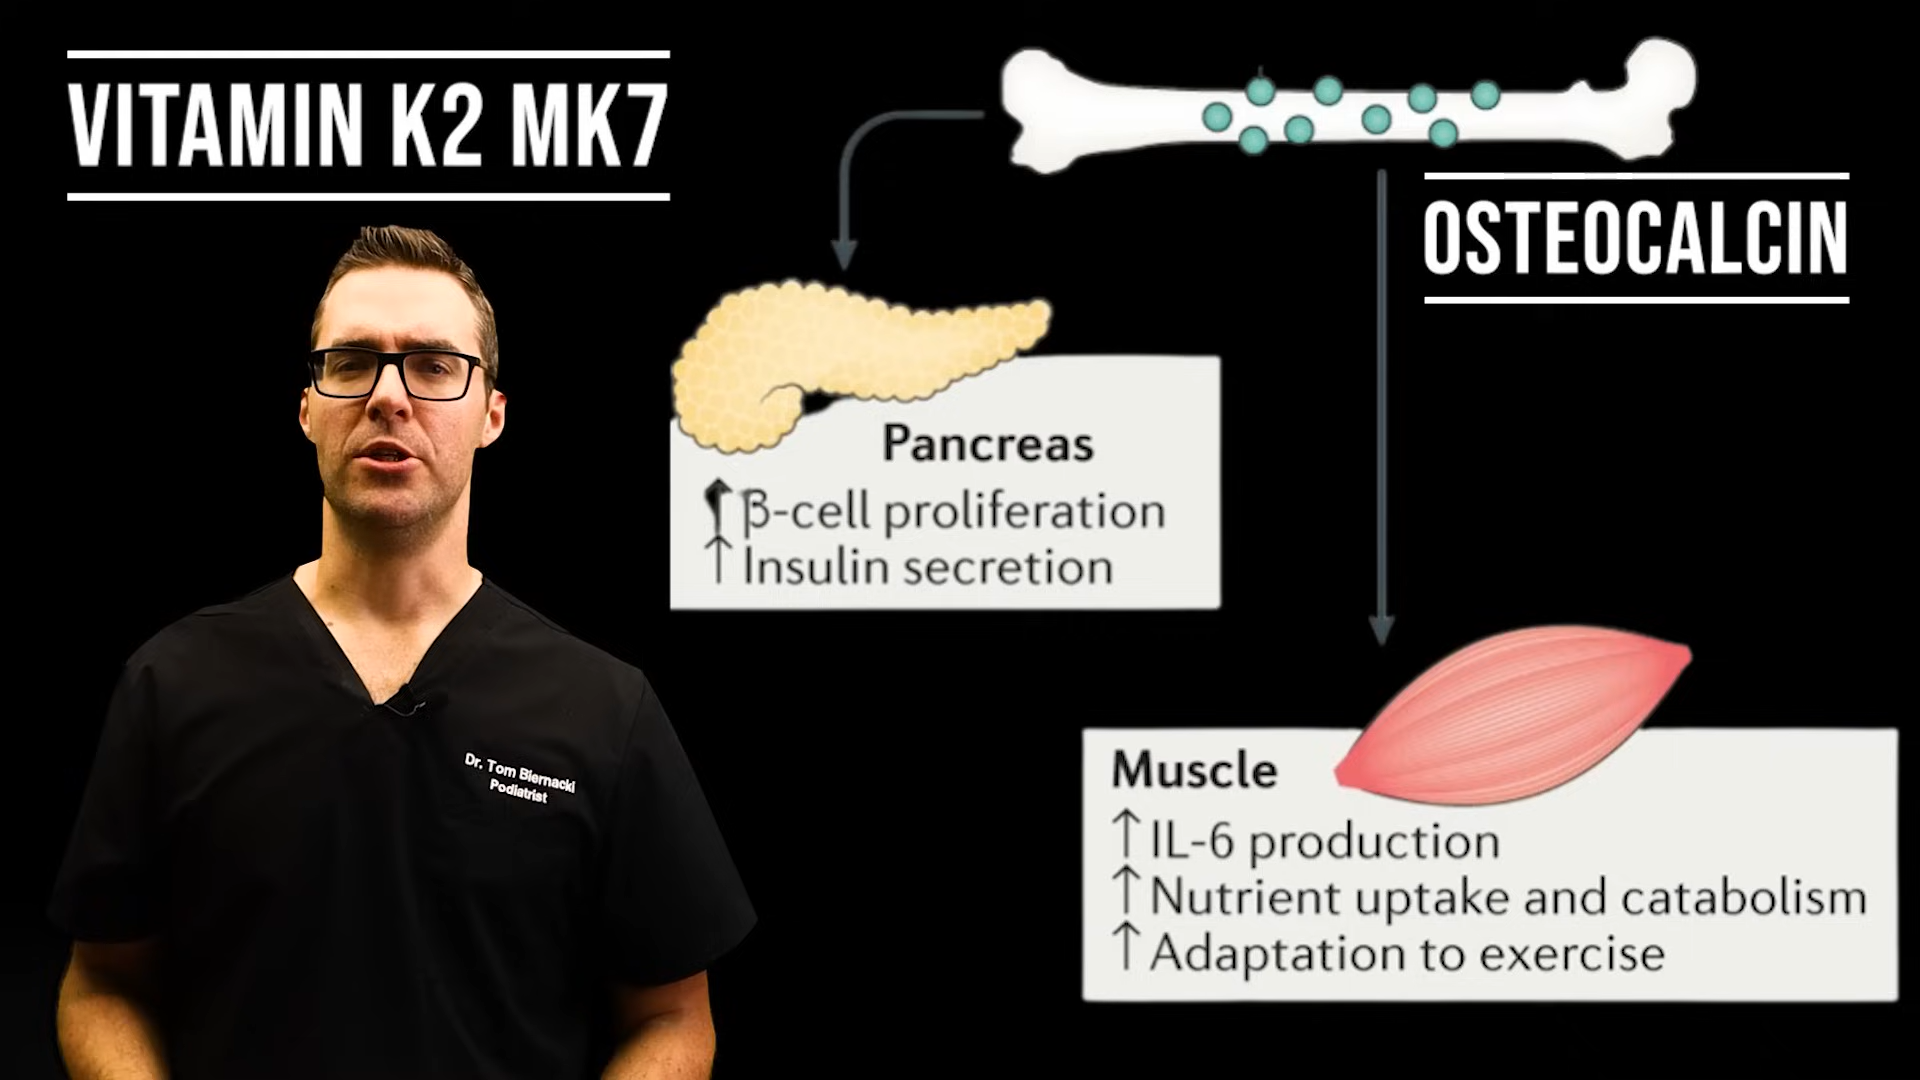 VITAMIN K2 MK7
OSTEOCALCIN
Pancreas
↑β-cell proliferation
↑Insulin secretion
Dr. Tom Biernacki
Podiatrist
Muscle
↑IL-6 production
↑Nutrient uptake and catabolism
↑Adaptation to exercise